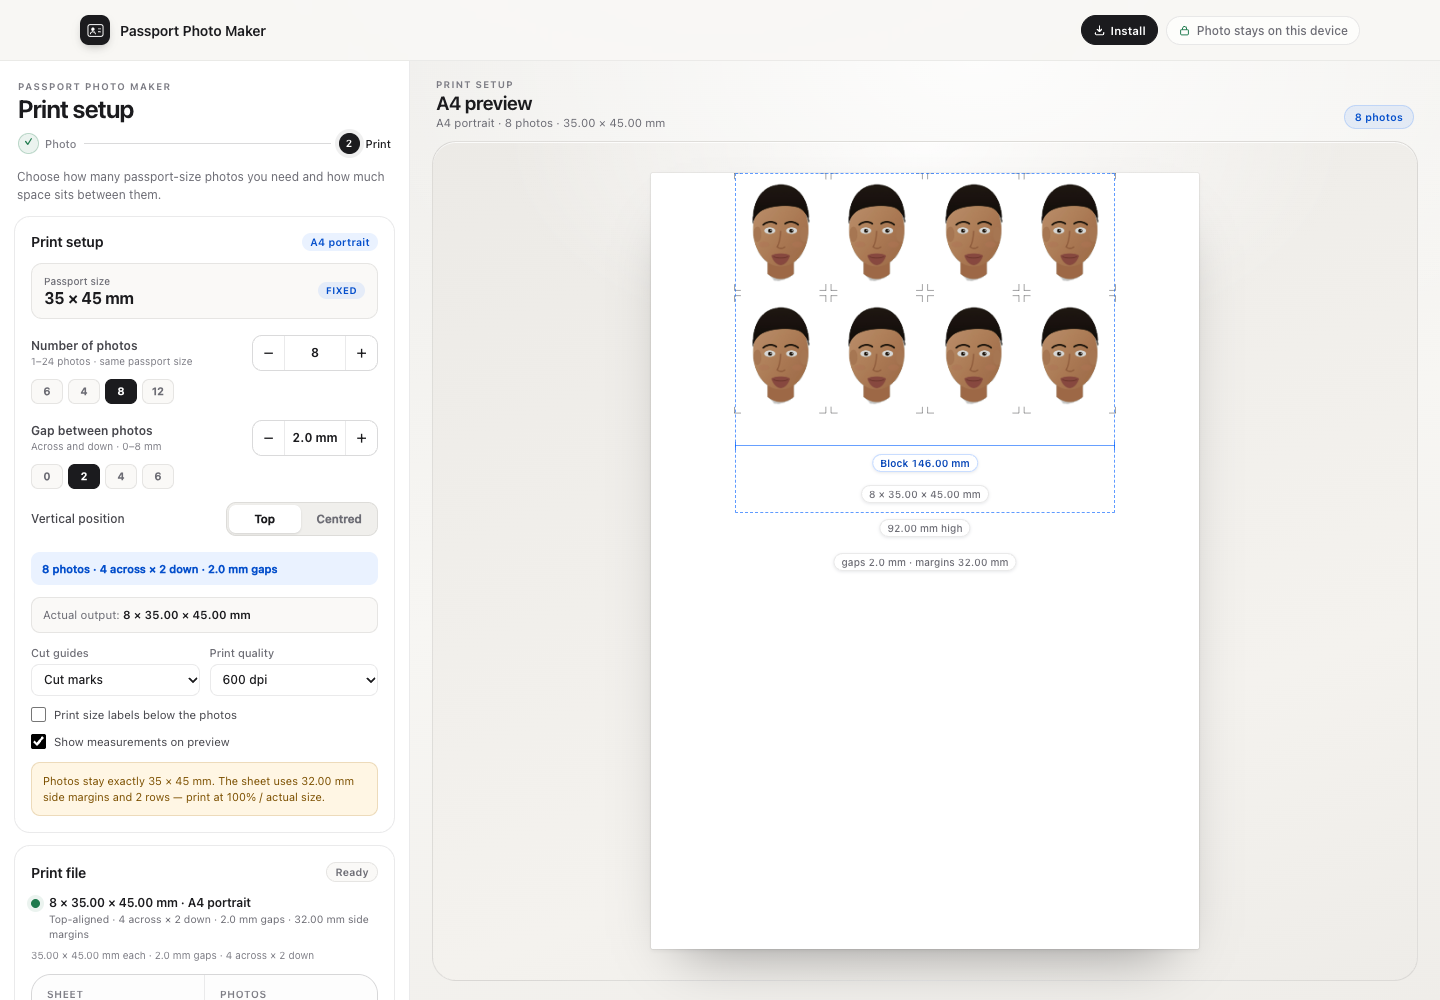 Passport Photo Maker
Install
Photo stays on this device
PASSPORT PHOTO MAKER
Print setup
Photo
2
Print
Choose how many passport-size photos you need and how much
space sits between them.
Print setup
A4 portrait
Passport size
35 × 45 mm
FIXED
Number of photos
1–24 photos · same passport size
−
8
+
6
4
8
12
Gap between photos
Across and down · 0–8 mm
−
2.0 mm
+
0
2
4
6
Vertical position
Top
Centred
8 photos · 4 across × 2 down · 2.0 mm gaps
Actual output: 8 × 35.00 × 45.00 mm
Cut guides
Print quality
Cut marks
600 dpi
Print size labels below the photos
Show measurements on preview
Photos stay exactly 35 × 45 mm. The sheet uses 32.00 mm
side margins and 2 rows — print at 100% / actual size.
Print file
Ready
8 × 35.00 × 45.00 mm · A4 portrait
Top-aligned · 4 across × 2 down · 2.0 mm gaps · 32.00 mm side
margins
35.00 × 45.00 mm each · 2.0 mm gaps · 4 across × 2 down
SHEET
PHOTOS
PRINT SETUP
A4 preview
A4 portrait · 8 photos · 35.00 × 45.00 mm
8 photos
Block 146.00 mm
8 × 35.00 × 45.00 mm
92.00 mm high
gaps 2.0 mm · margins 32.00 mm